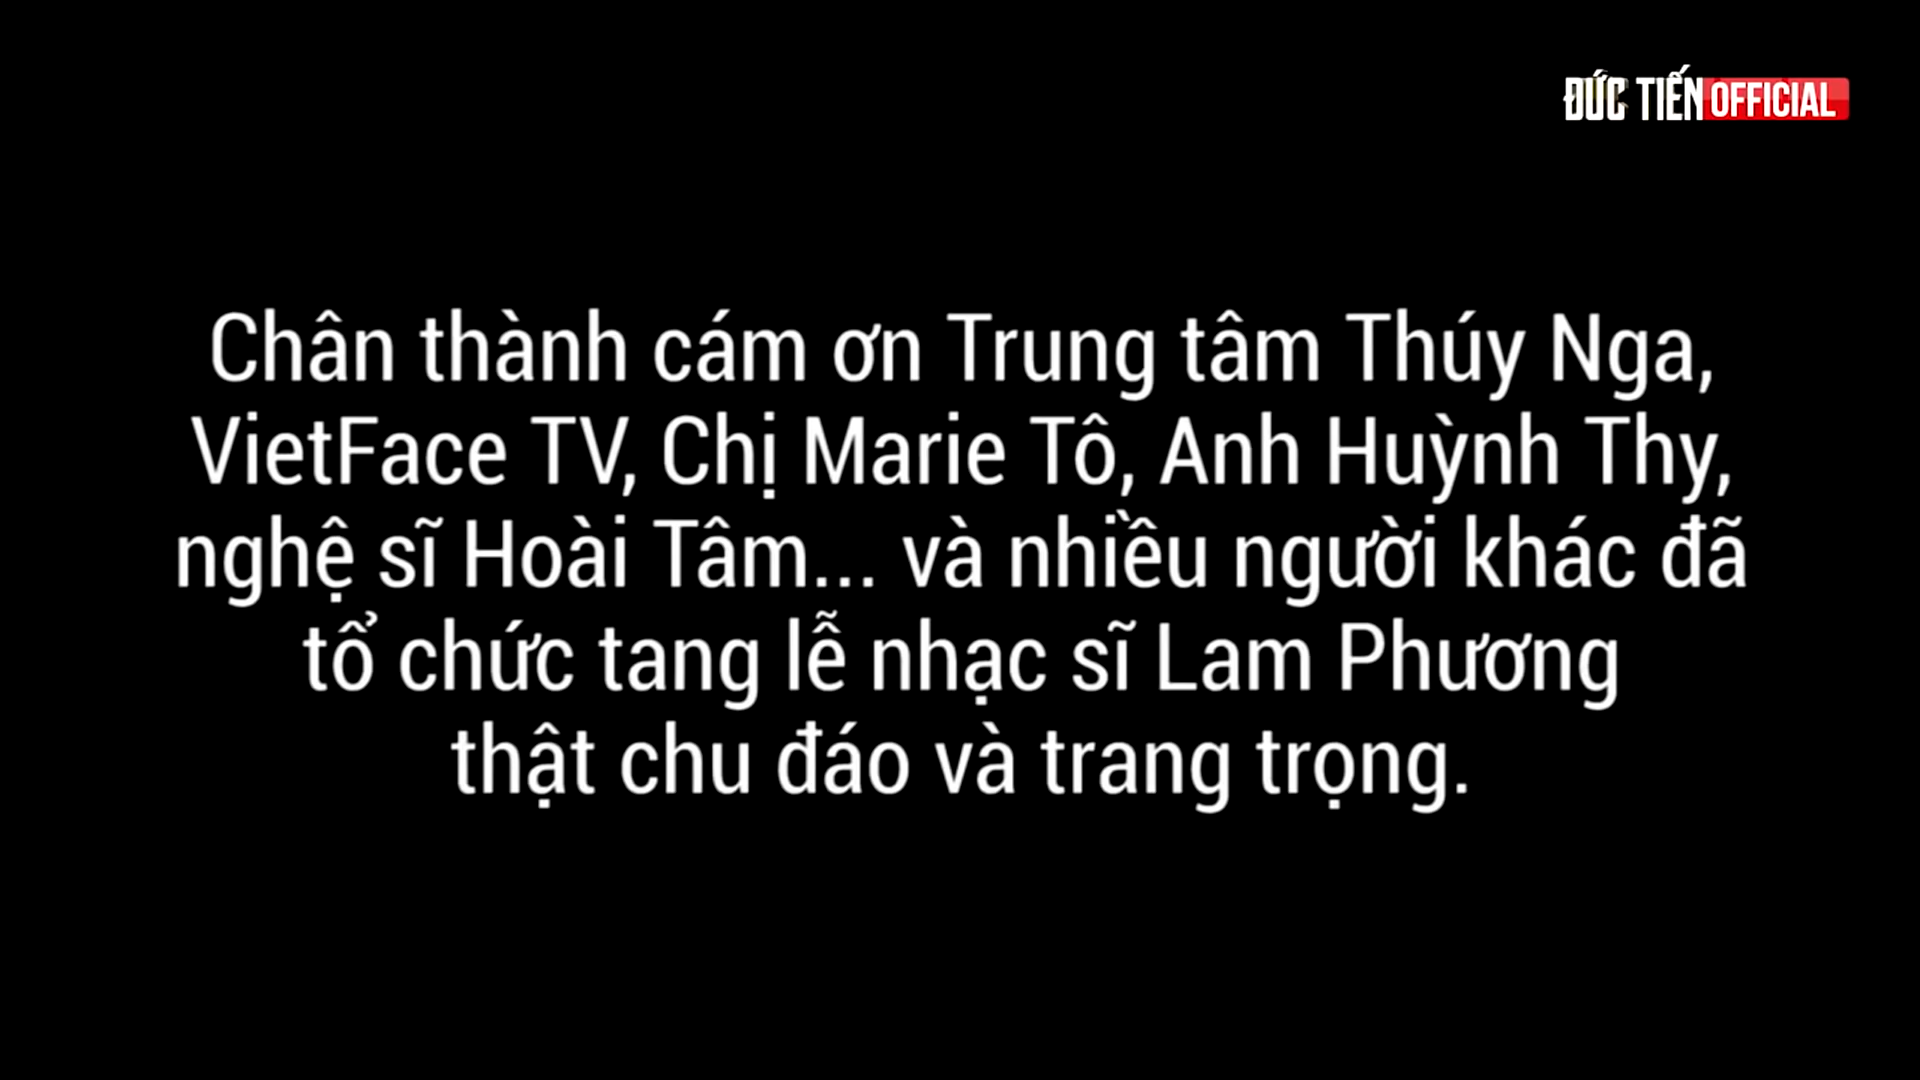 ĐỨC TIẾN OFFICIAL
Chân thành cám ơn Trung tâm Thúy Nga,
VietFace TV, Chị Marie Tô, Anh Huỳnh Thy,
nghệ sĩ Hoài Tâm... và nhiều người khác đã
tổ chức tang lễ nhạc sĩ Lam Phương
thật chu đáo và trang trọng.